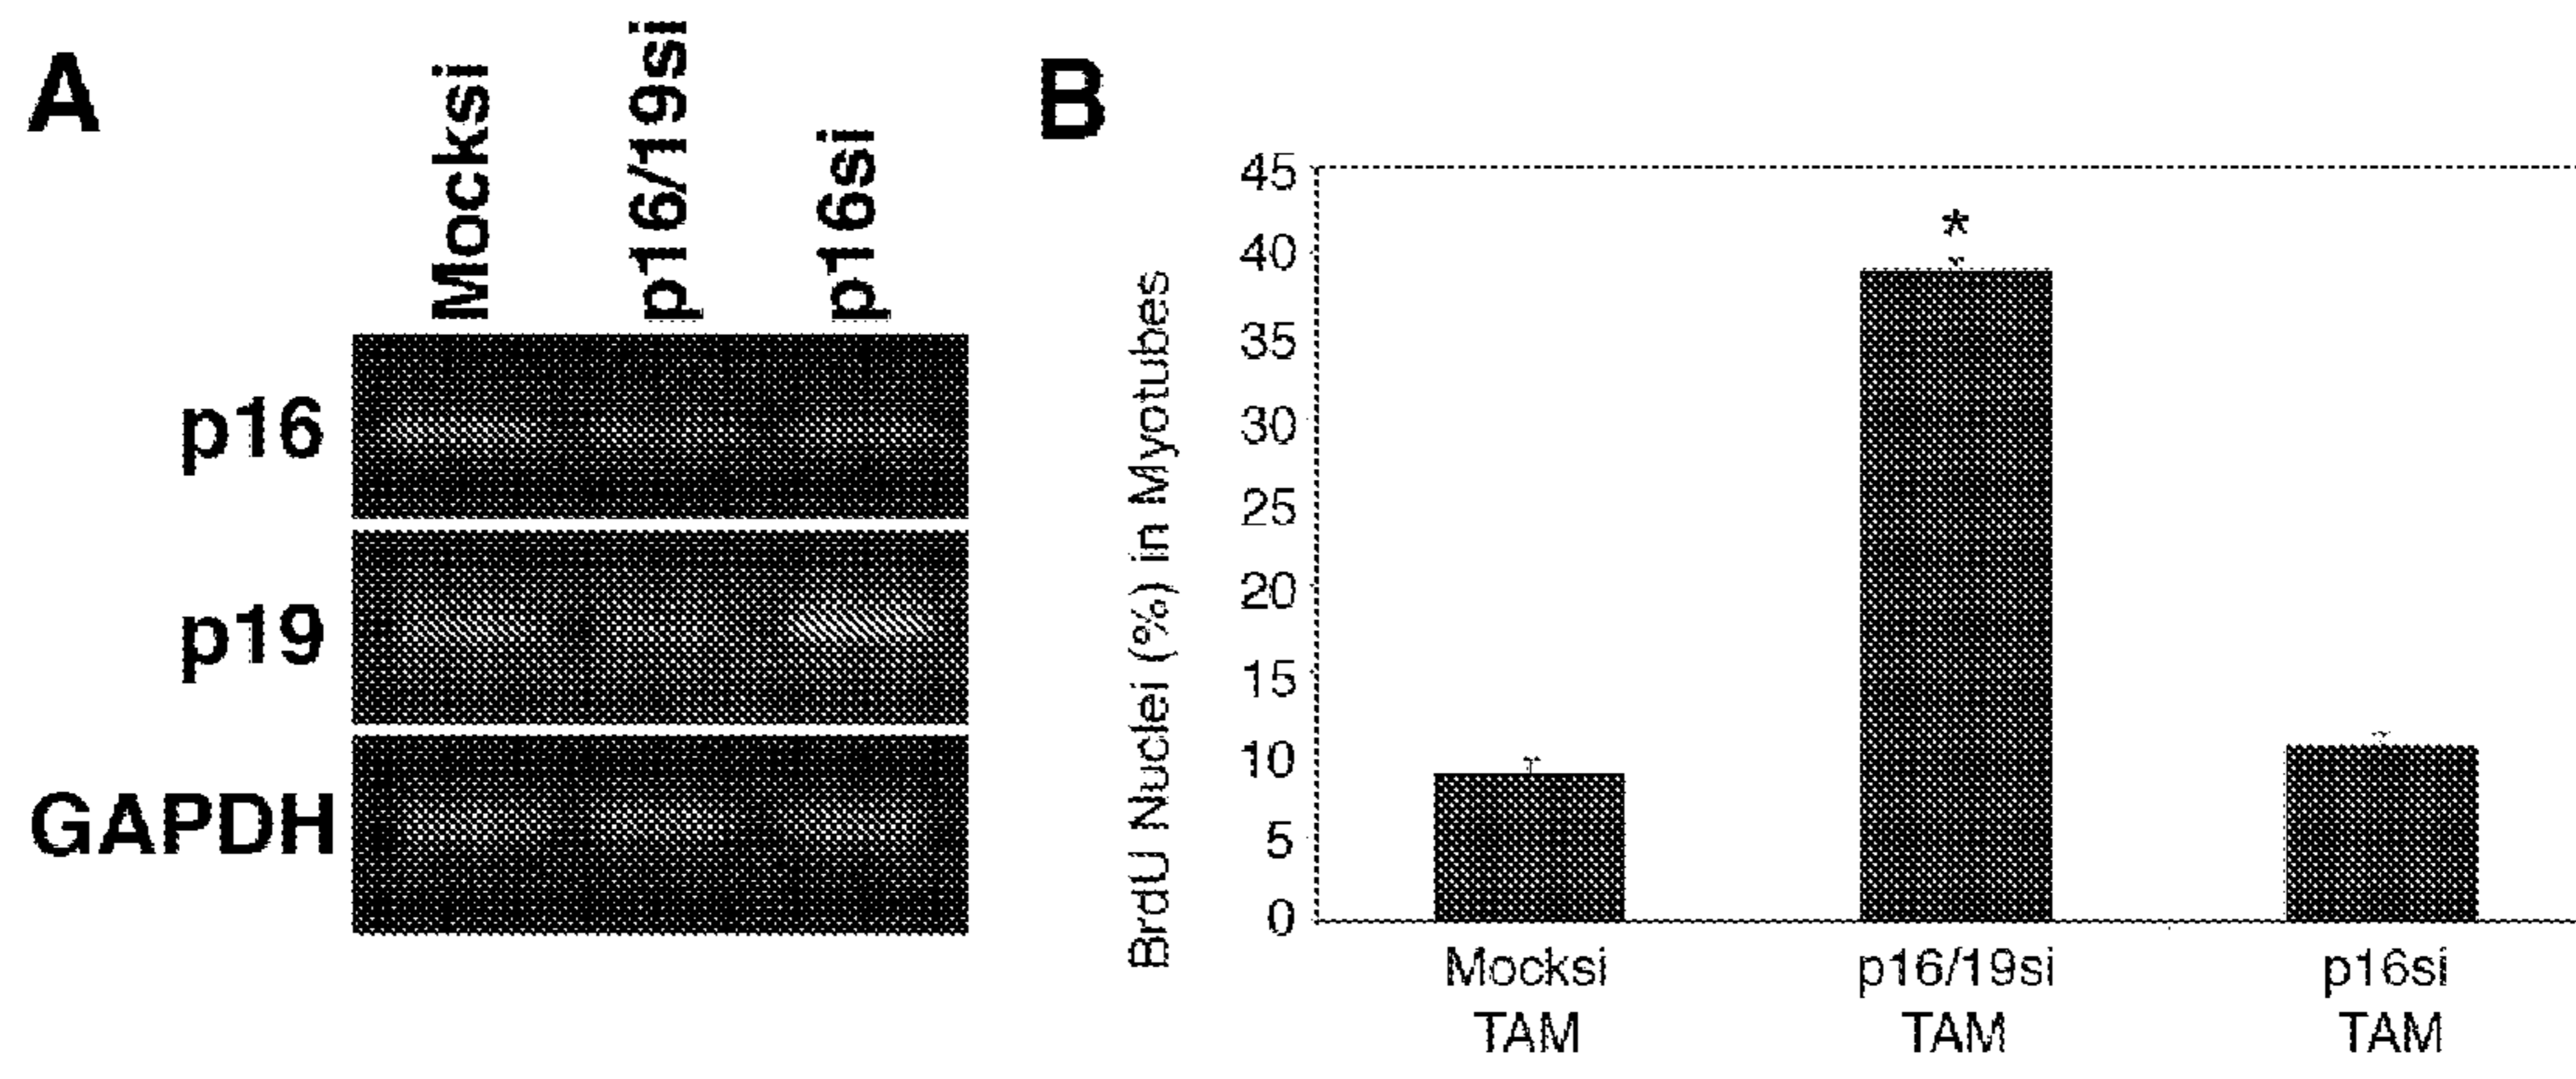 A
Mocksi
p16/19si
p16si
p16
p19
GAPDH
B
*
BrdU Nuclei (%) in Myotubes
45
40
35
30
25
20
15
10
5
0
Mocksi
TAM
p16/19si
TAM
p16si
TAM